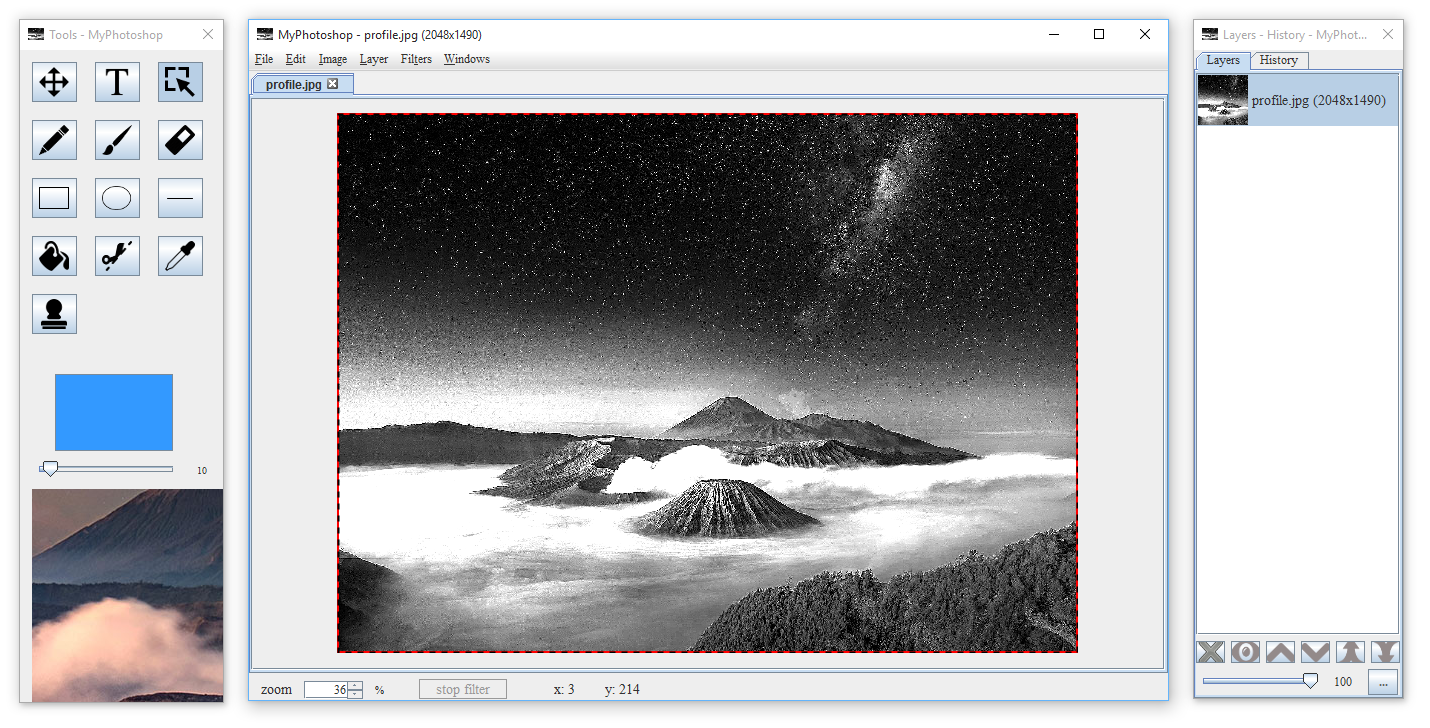 Tools - MyPhotoshop
T
10
MyPhotoshop - profile.jpg (2048x1490)
File Edit Image Layer Filters Windows
profile.jpg
zoom 36 % stop filter x: 3 y: 214
Layers - History - MyPhot...
Layers History
profile.jpg (2048x1490)
100 ...